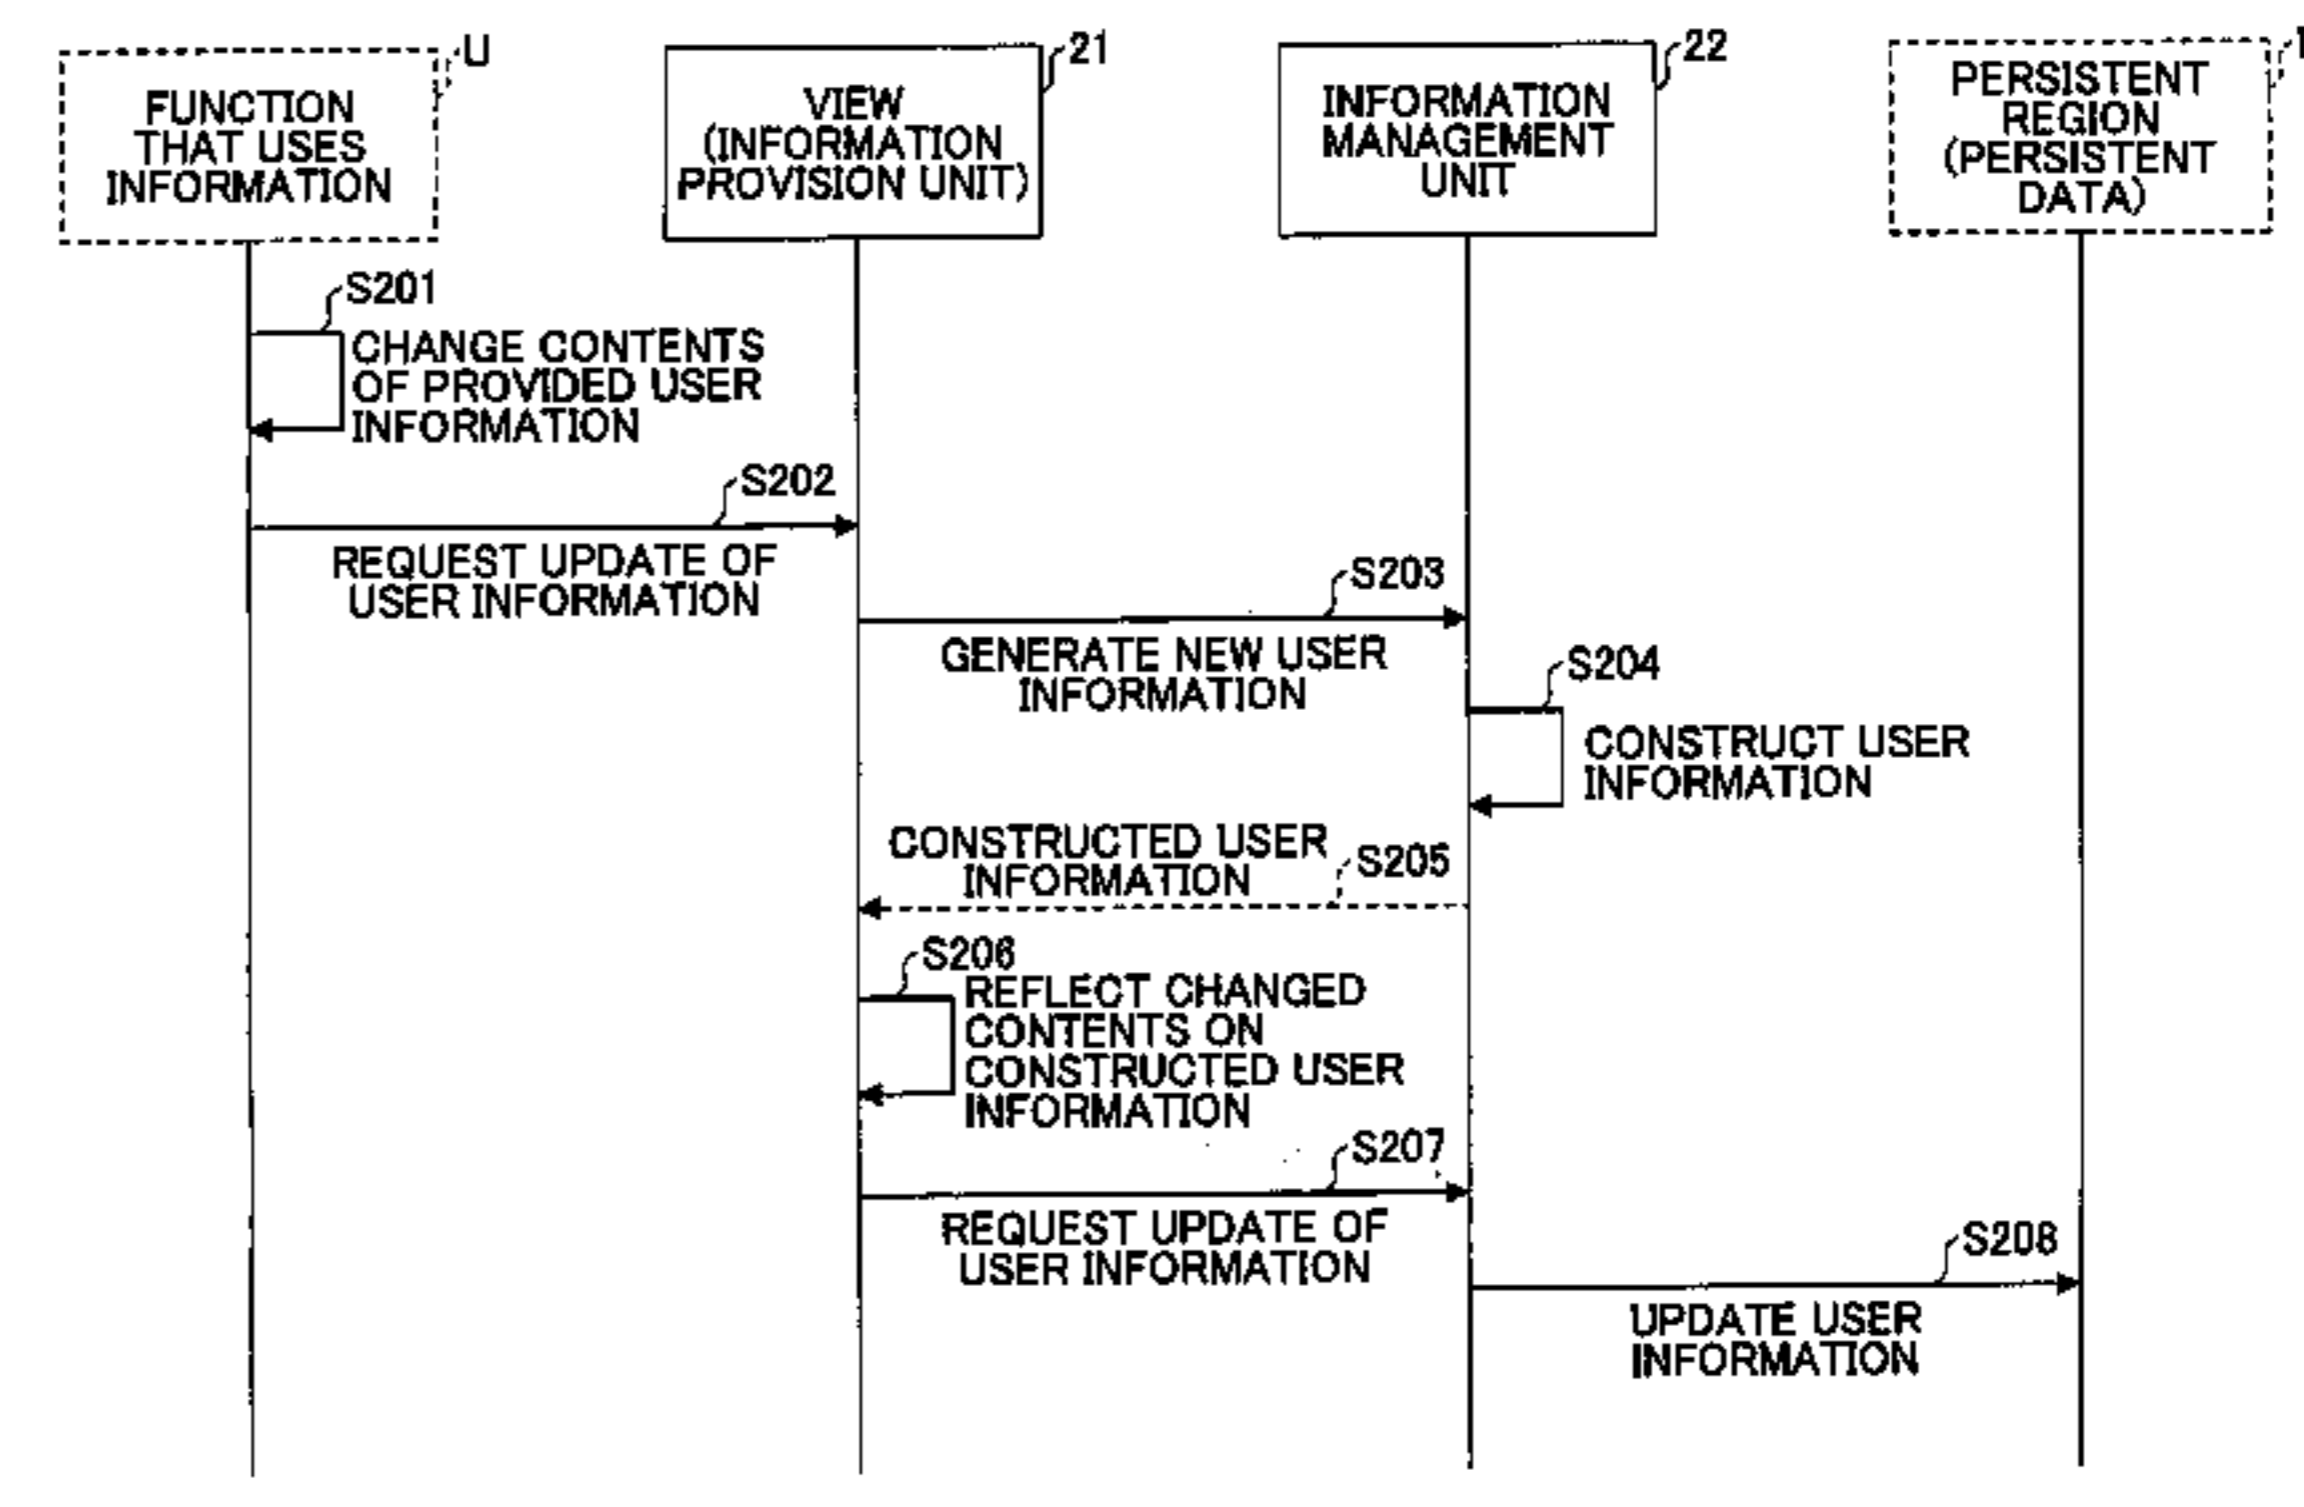 U
FUNCTION
THAT USES
INFORMATION
21
VIEW
(INFORMATION
PROVISION UNIT)
22
INFORMATION
MANAGEMENT
UNIT
PERSISTENT
REGION
(PERSISTENT
DATA)
S201
CHANGE CONTENTS
OF PROVIDED USER
INFORMATION
S202
REQUEST UPDATE OF
USER INFORMATION
S203
GENERATE NEW USER
INFORMATION
S204
CONSTRUCT USER
INFORMATION
CONSTRUCTED USER
INFORMATION
S205
S206
REFLECT CHANGED
CONTENTS ON
CONSTRUCTED USER
INFORMATION
S207
REQUEST UPDATE OF
USER INFORMATION
S208
UPDATE USER
INFORMATION